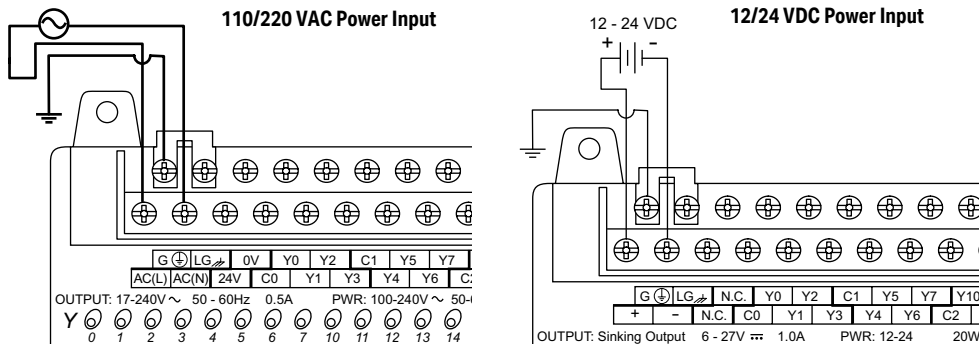 110/220 VAC Power Input
G LG 0V Y0 Y2 C1 Y5 Y7
AC(L) AC(N) 24V C0 Y1 Y3 Y4 Y6
OUTPUT: 17-240V ~ 50 - 60Hz 0.5A PWR: 100-240V ~
Y
0 1 2 3 4 5 6 7 10 11 12 13 14
12/24 VDC Power Input
12 - 24 VDC
+ -
G LG N.C. Y0 Y2 C1 Y5 Y7 Y10
+ - N.C. C0 Y1 Y3 Y4 Y6 C2
OUTPUT: Sinking Output 6 - 27V ⎓ 1.0A PWR: 12-24 20W